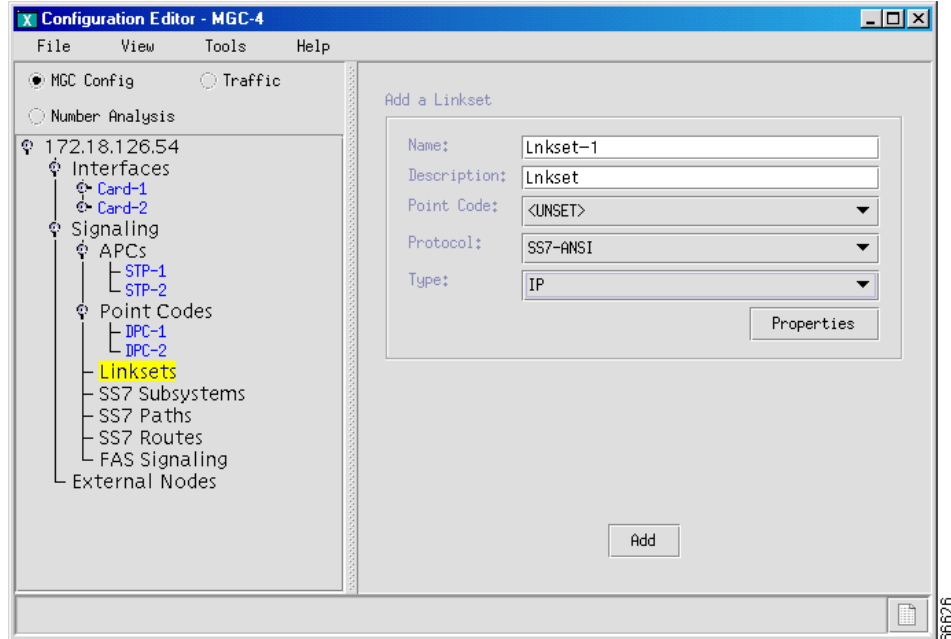 X Configuration Editor - MGC-4
File View Tools Help
MGC Config Traffic
Number Analysis
172.18.126.54
Interfaces
Card-1
Card-2
Signaling
APCs
STP-1
STP-2
Point Codes
DPC-1
DPC-2
Linksets
SS7 Subsystems
SS7 Paths
SS7 Routes
FAS Signaling
External Nodes
Add a Linkset
Name: Lnkset-1
Description: Lnkset
Point Code: <UNSET>
Protocol: SS7-ANSI
Type: IP
Properties
Add
66626